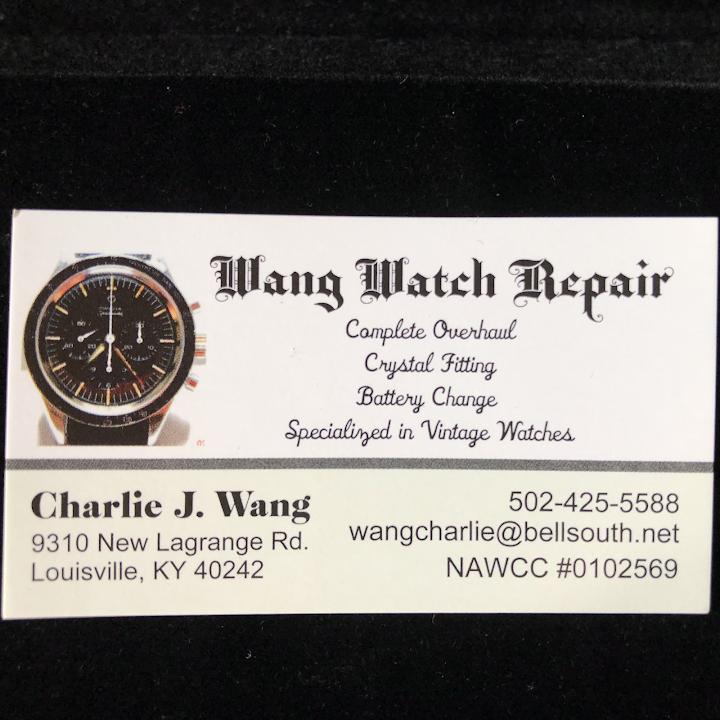 Wang Watch Repair
Complete Overhaul
Crystal Fitting
Battery Change
Specialized in Vintage Watches
Charlie J. Wang
9310 New Lagrange Rd.
Louisville, KY 40242
502-425-5588
wangcharlie@bellsouth.net
NAWCC #0102569